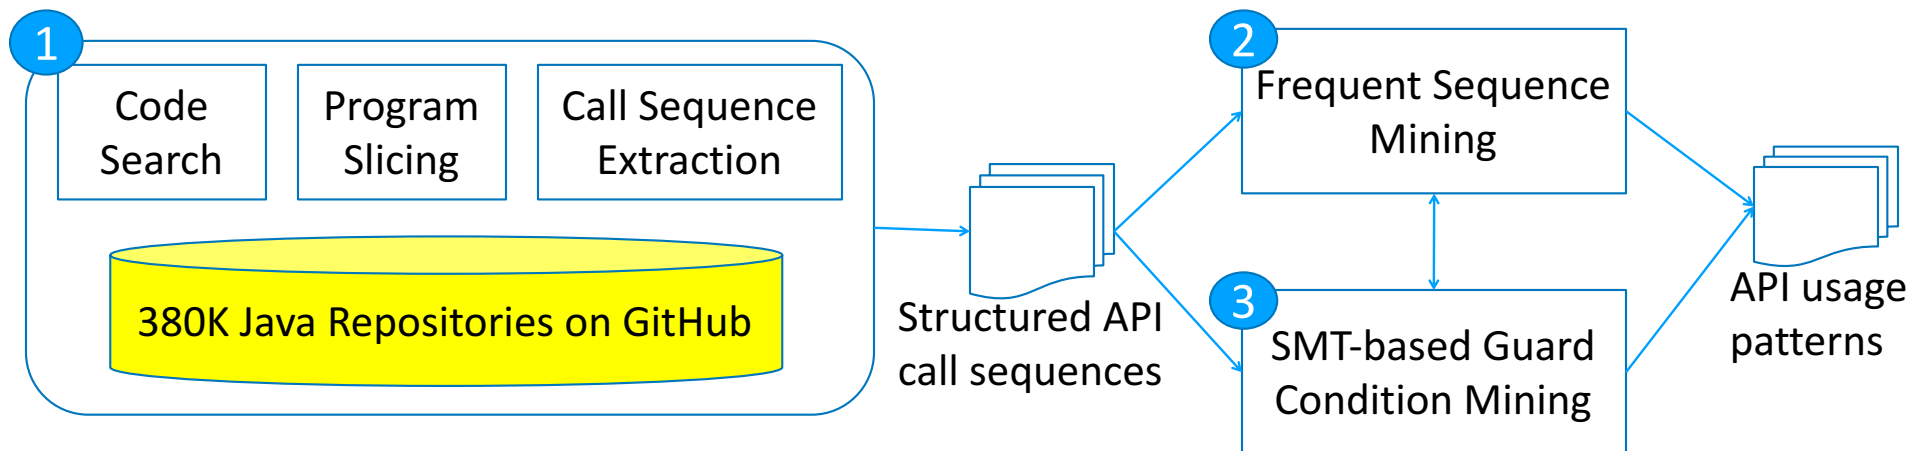 1
Code
Search
Program
Slicing
Call Sequence
Extraction
380K Java Repositories on GitHub
Structured API
call sequences
2
Frequent Sequence
Mining
3
SMT-based Guard
Condition Mining
API usage
patterns